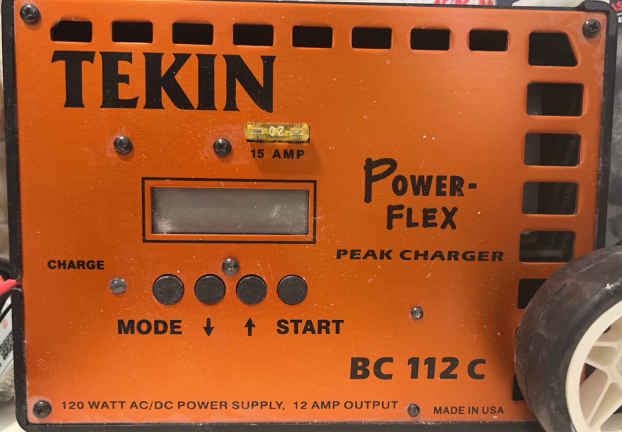 TEKIN
20
15 AMP
POWER-
FLEX
PEAK CHARGER
CHARGE
MODE ↓ ↑ START
BC 112 C
120 WATT AC/DC POWER SUPPLY, 12 AMP OUTPUT
MADE IN USA